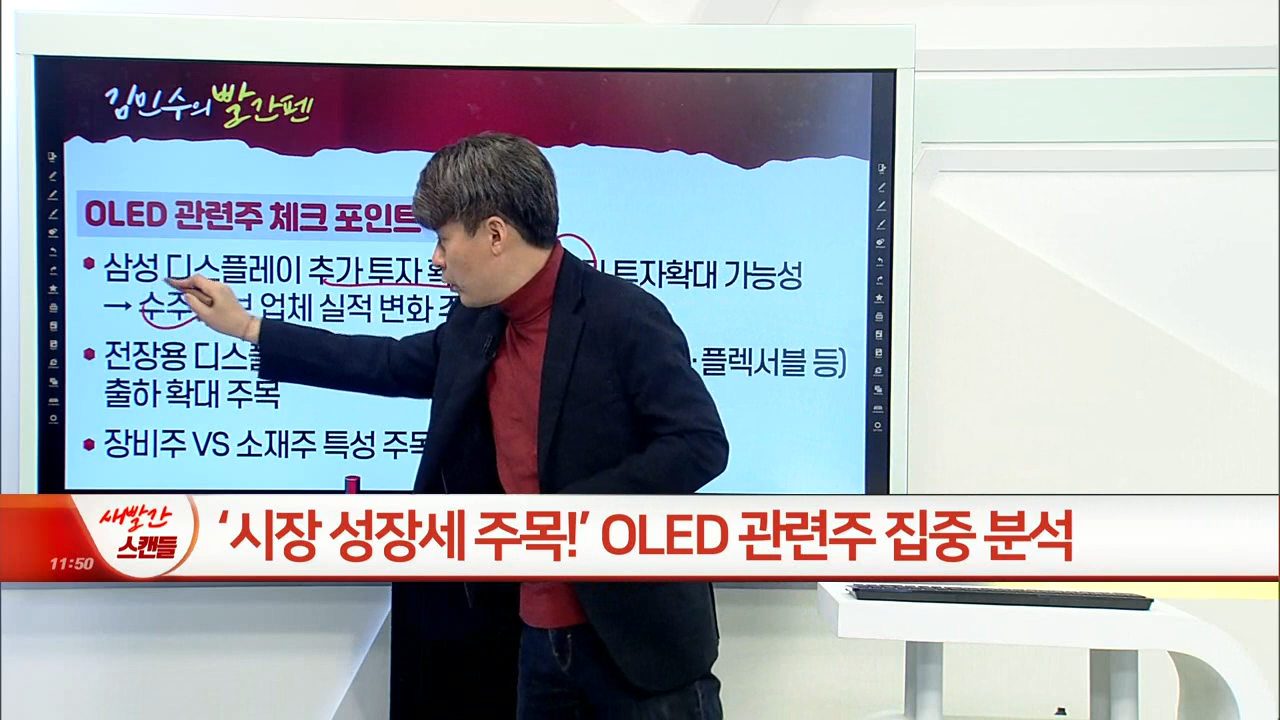 김민수의 빨간펜
OLED 관련주 체크 포인트
삼성 디스플레이 추가 투자 투자확대 가능성
→ 수주 업체 실적 변화
전장용 디스플 · 플렉서블 등)
출하 확대 주목
장비주 VS 소재주 특성 주목
새빨간
스캔들
11:50
‘시장 성장세 주목!’ OLED 관련주 집중 분석